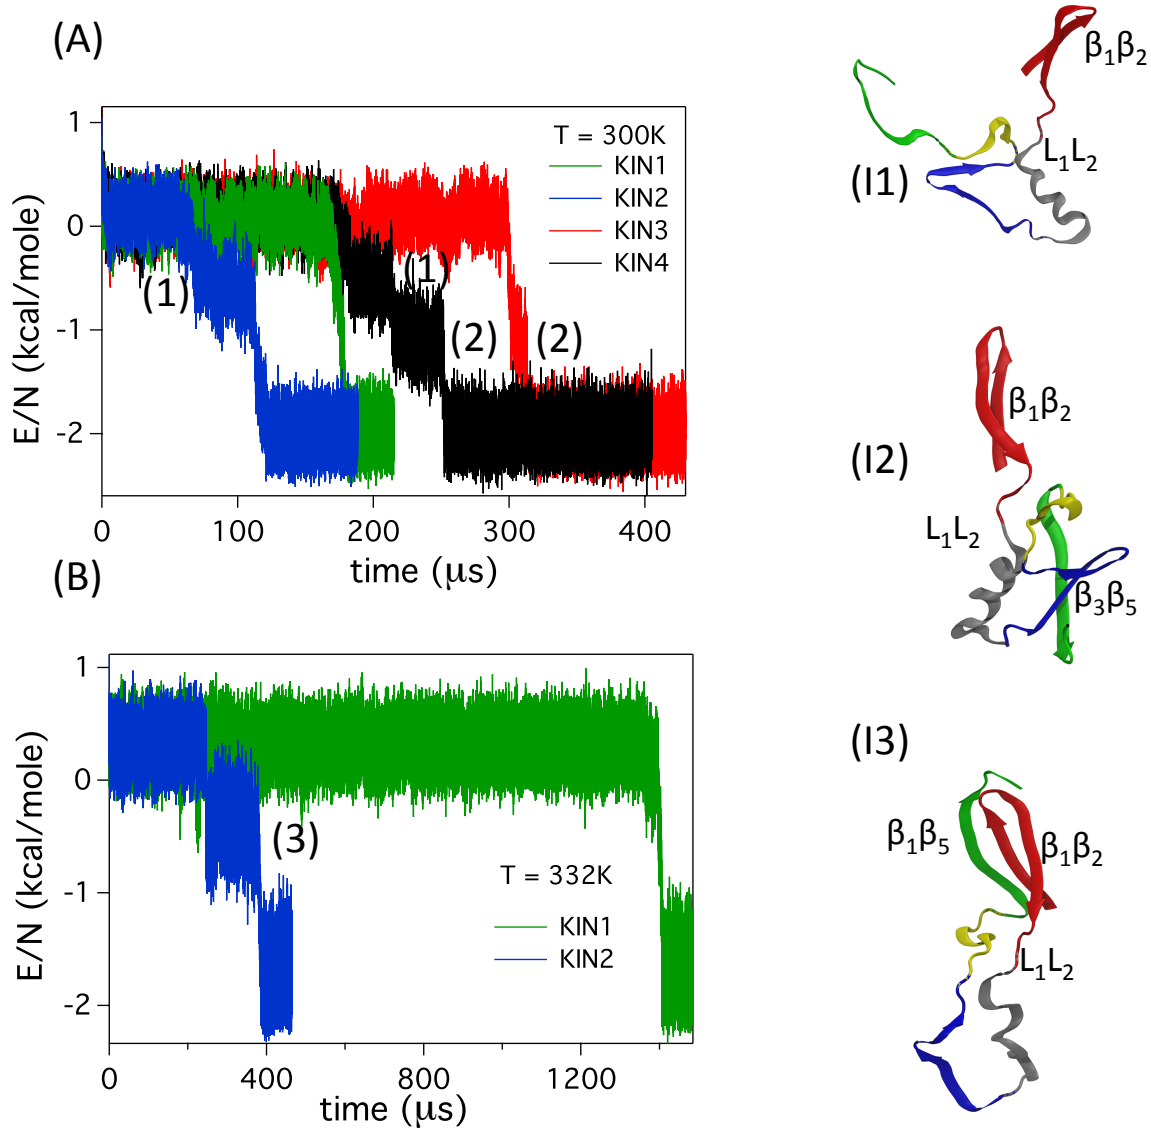 (A)
1
0
-1
-2
E/N (kcal/mole)
T = 300K
KIN1
KIN2
KIN3
KIN4
(1)
(1)
(2)
(2)
0
100
200
300
400
time (μs)
(B)
1
0
-1
-2
E/N (kcal/mole)
(3)
T = 332K
KIN1
KIN2
0
400
800
1200
time (μs)
β₁β₂
L₁L₂
(I1)
β₁β₂
(I2)
L₁L₂
β₃β₅
(I3)
β₁β₅
β₁β₂
L₁L₂